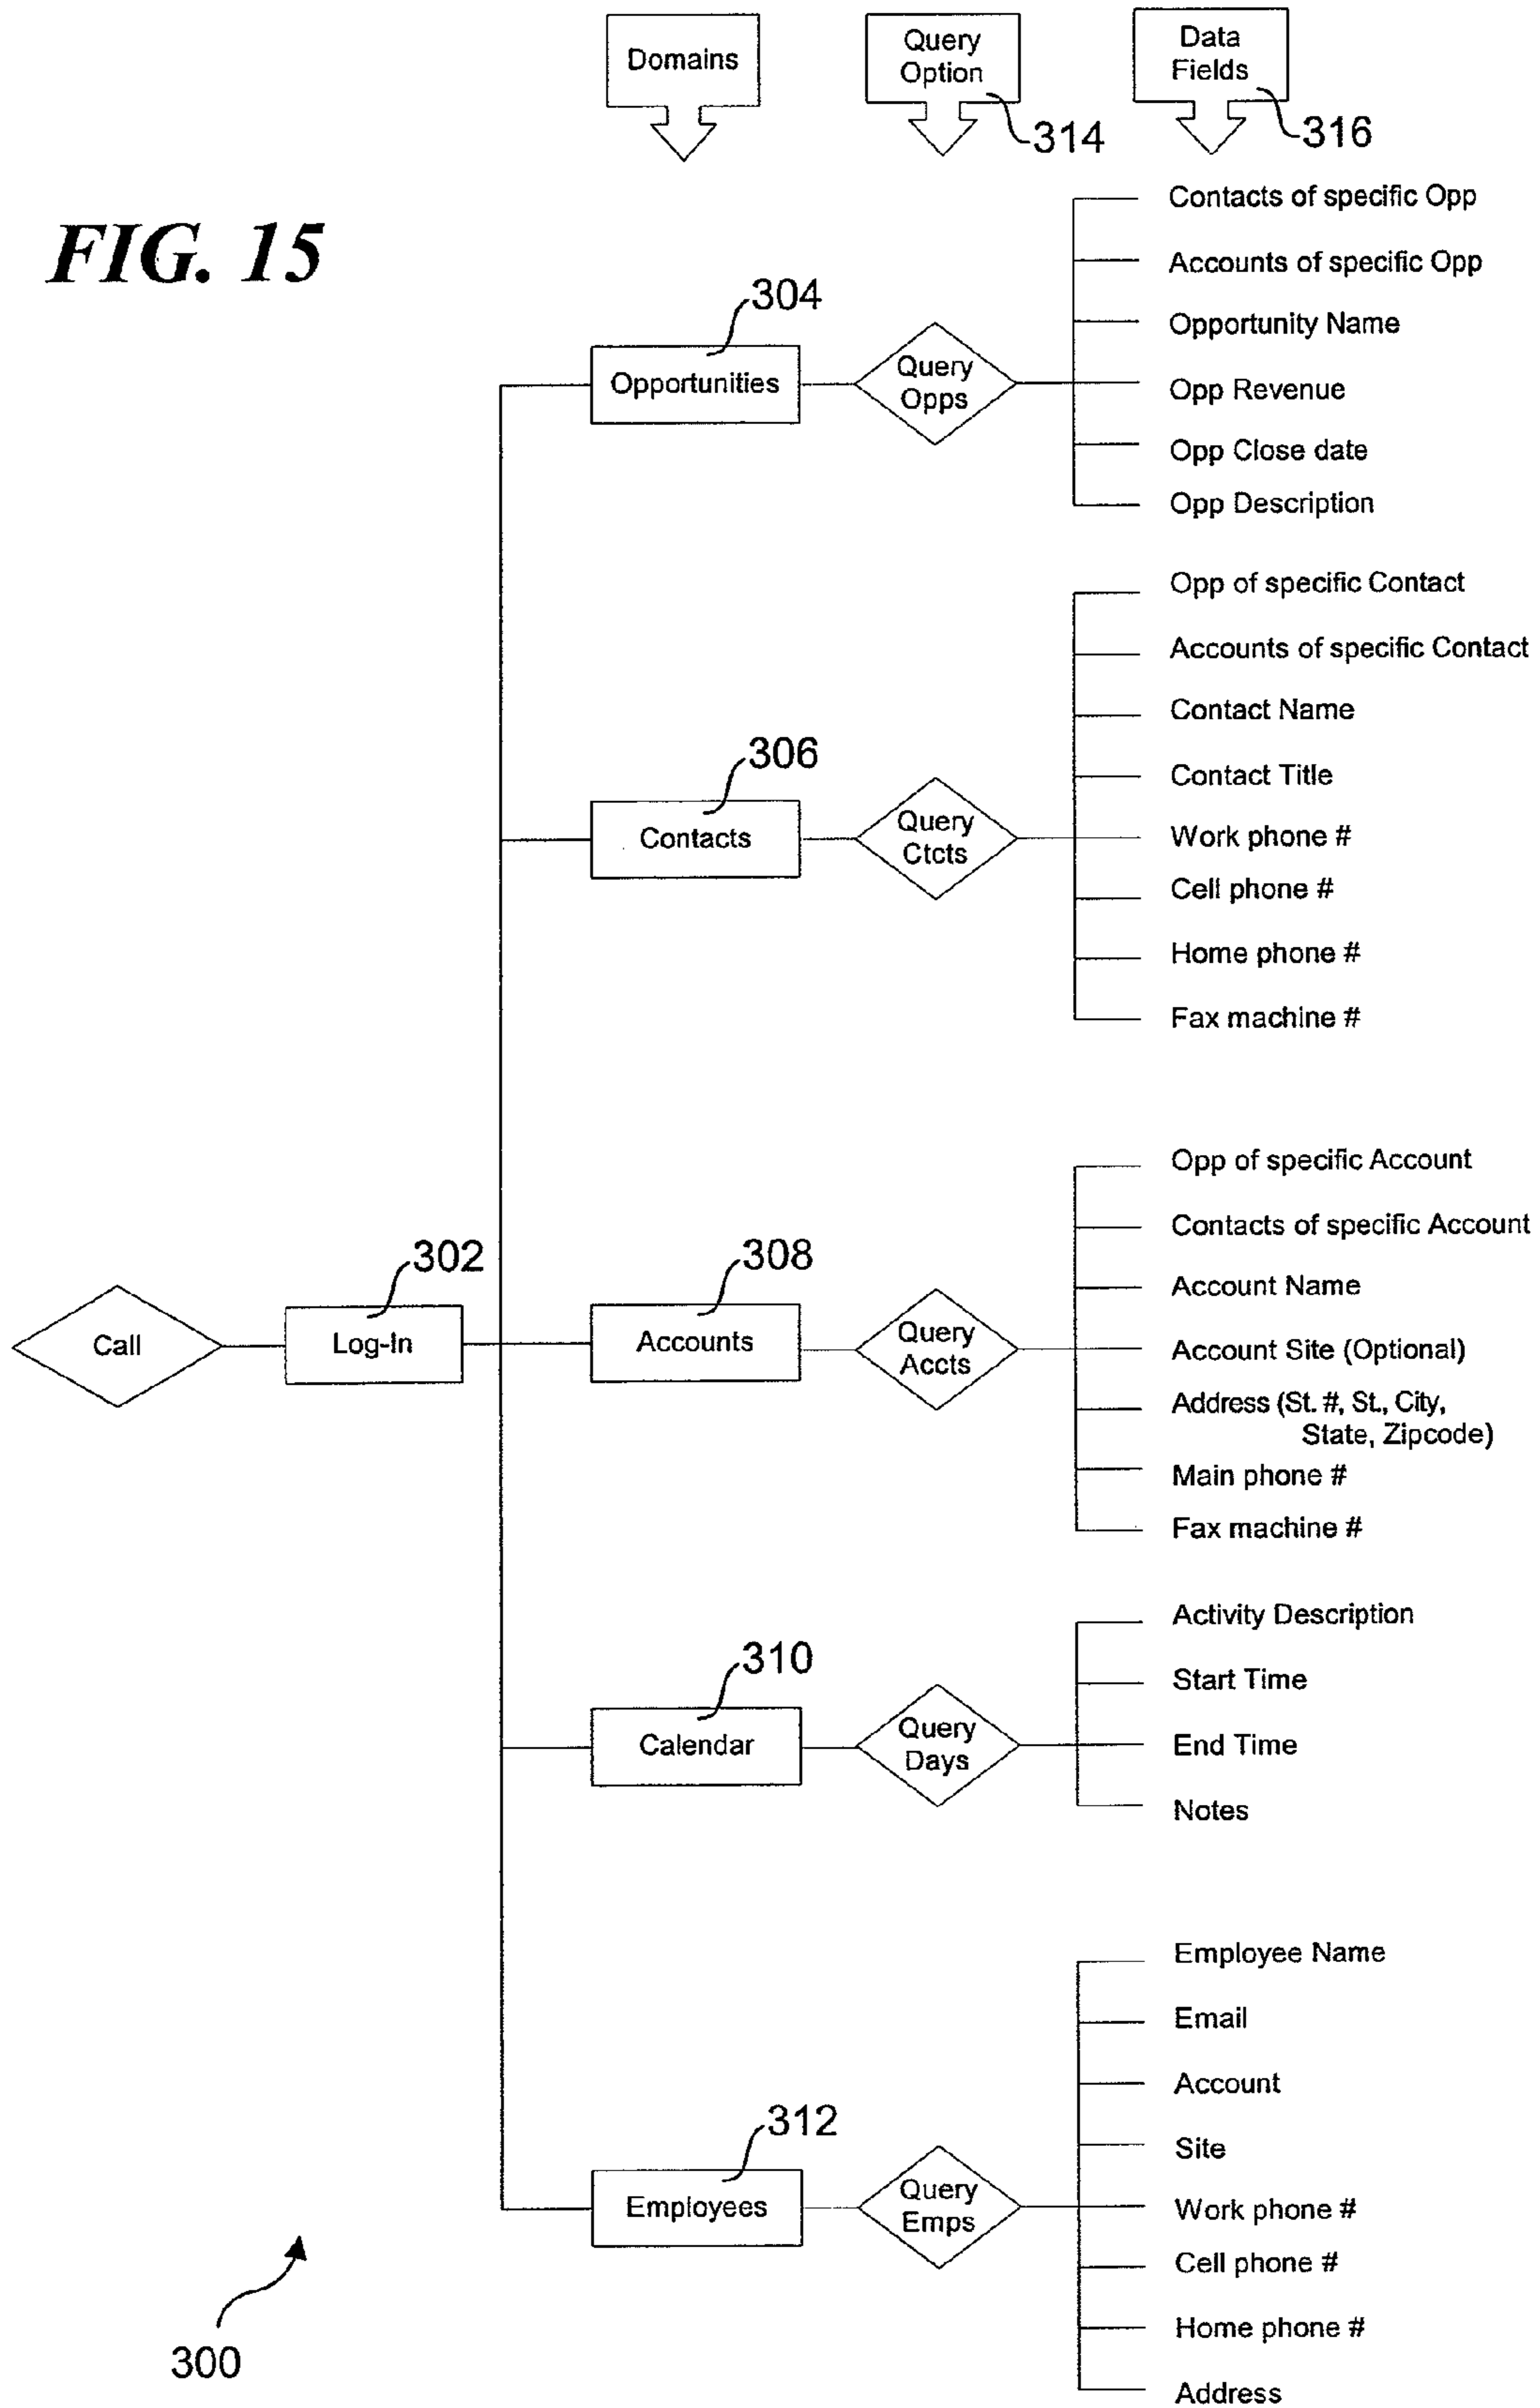 Domains
Query
Option
314
Data
Fields
316
FIG. 15
304
Opportunities
Query
Opps
Contacts of specific Opp
Accounts of specific Opp
Opportunity Name
Opp Revenue
Opp Close date
Opp Description
306
Contacts
Query
Ctcts
Opp of specific Contact
Accounts of specific Contact
Contact Name
Contact Title
Work phone #
Cell phone #
Home phone #
Fax machine #
Call
302
Log-In
308
Accounts
Query
Accts
Opp of specific Account
Contacts of specific Account
Account Name
Account Site (Optional)
Address (St. #, St., City,
State, Zipcode)
Main phone #
Fax machine #
310
Calendar
Query
Days
Activity Description
Start Time
End Time
Notes
312
Employees
Query
Emps
Employee Name
Email
Account
Site
Work phone #
Cell phone #
Home phone #
Address
300